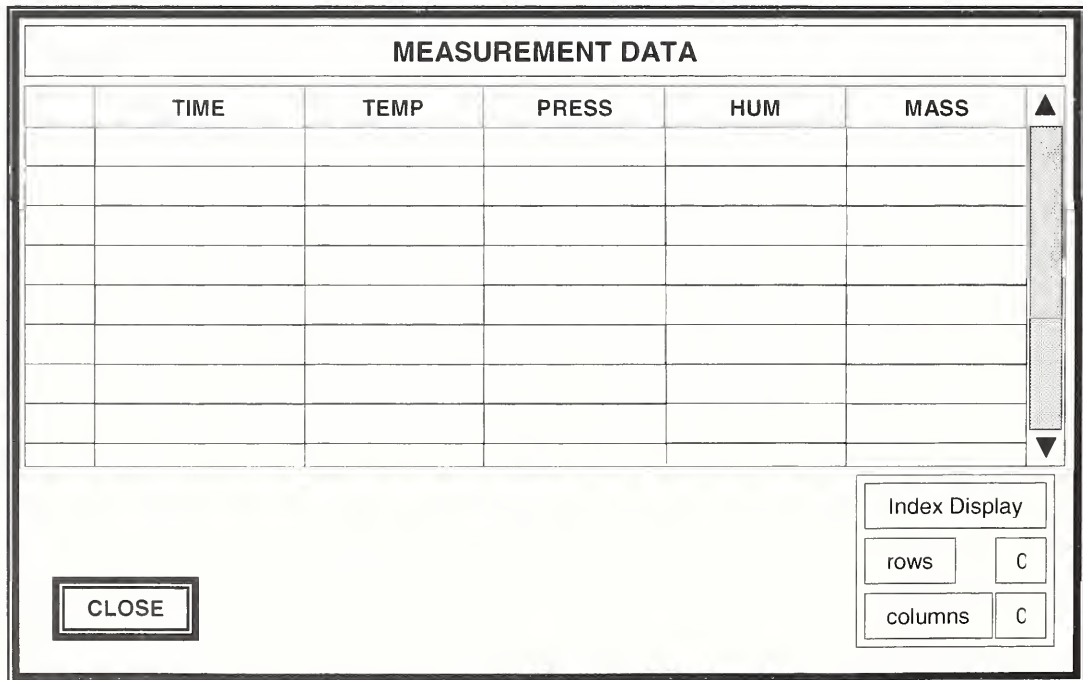 MEASUREMENT DATA
TIME TEMP PRESS HUM MASS
Index Display
rows C
CLOSE
columns C